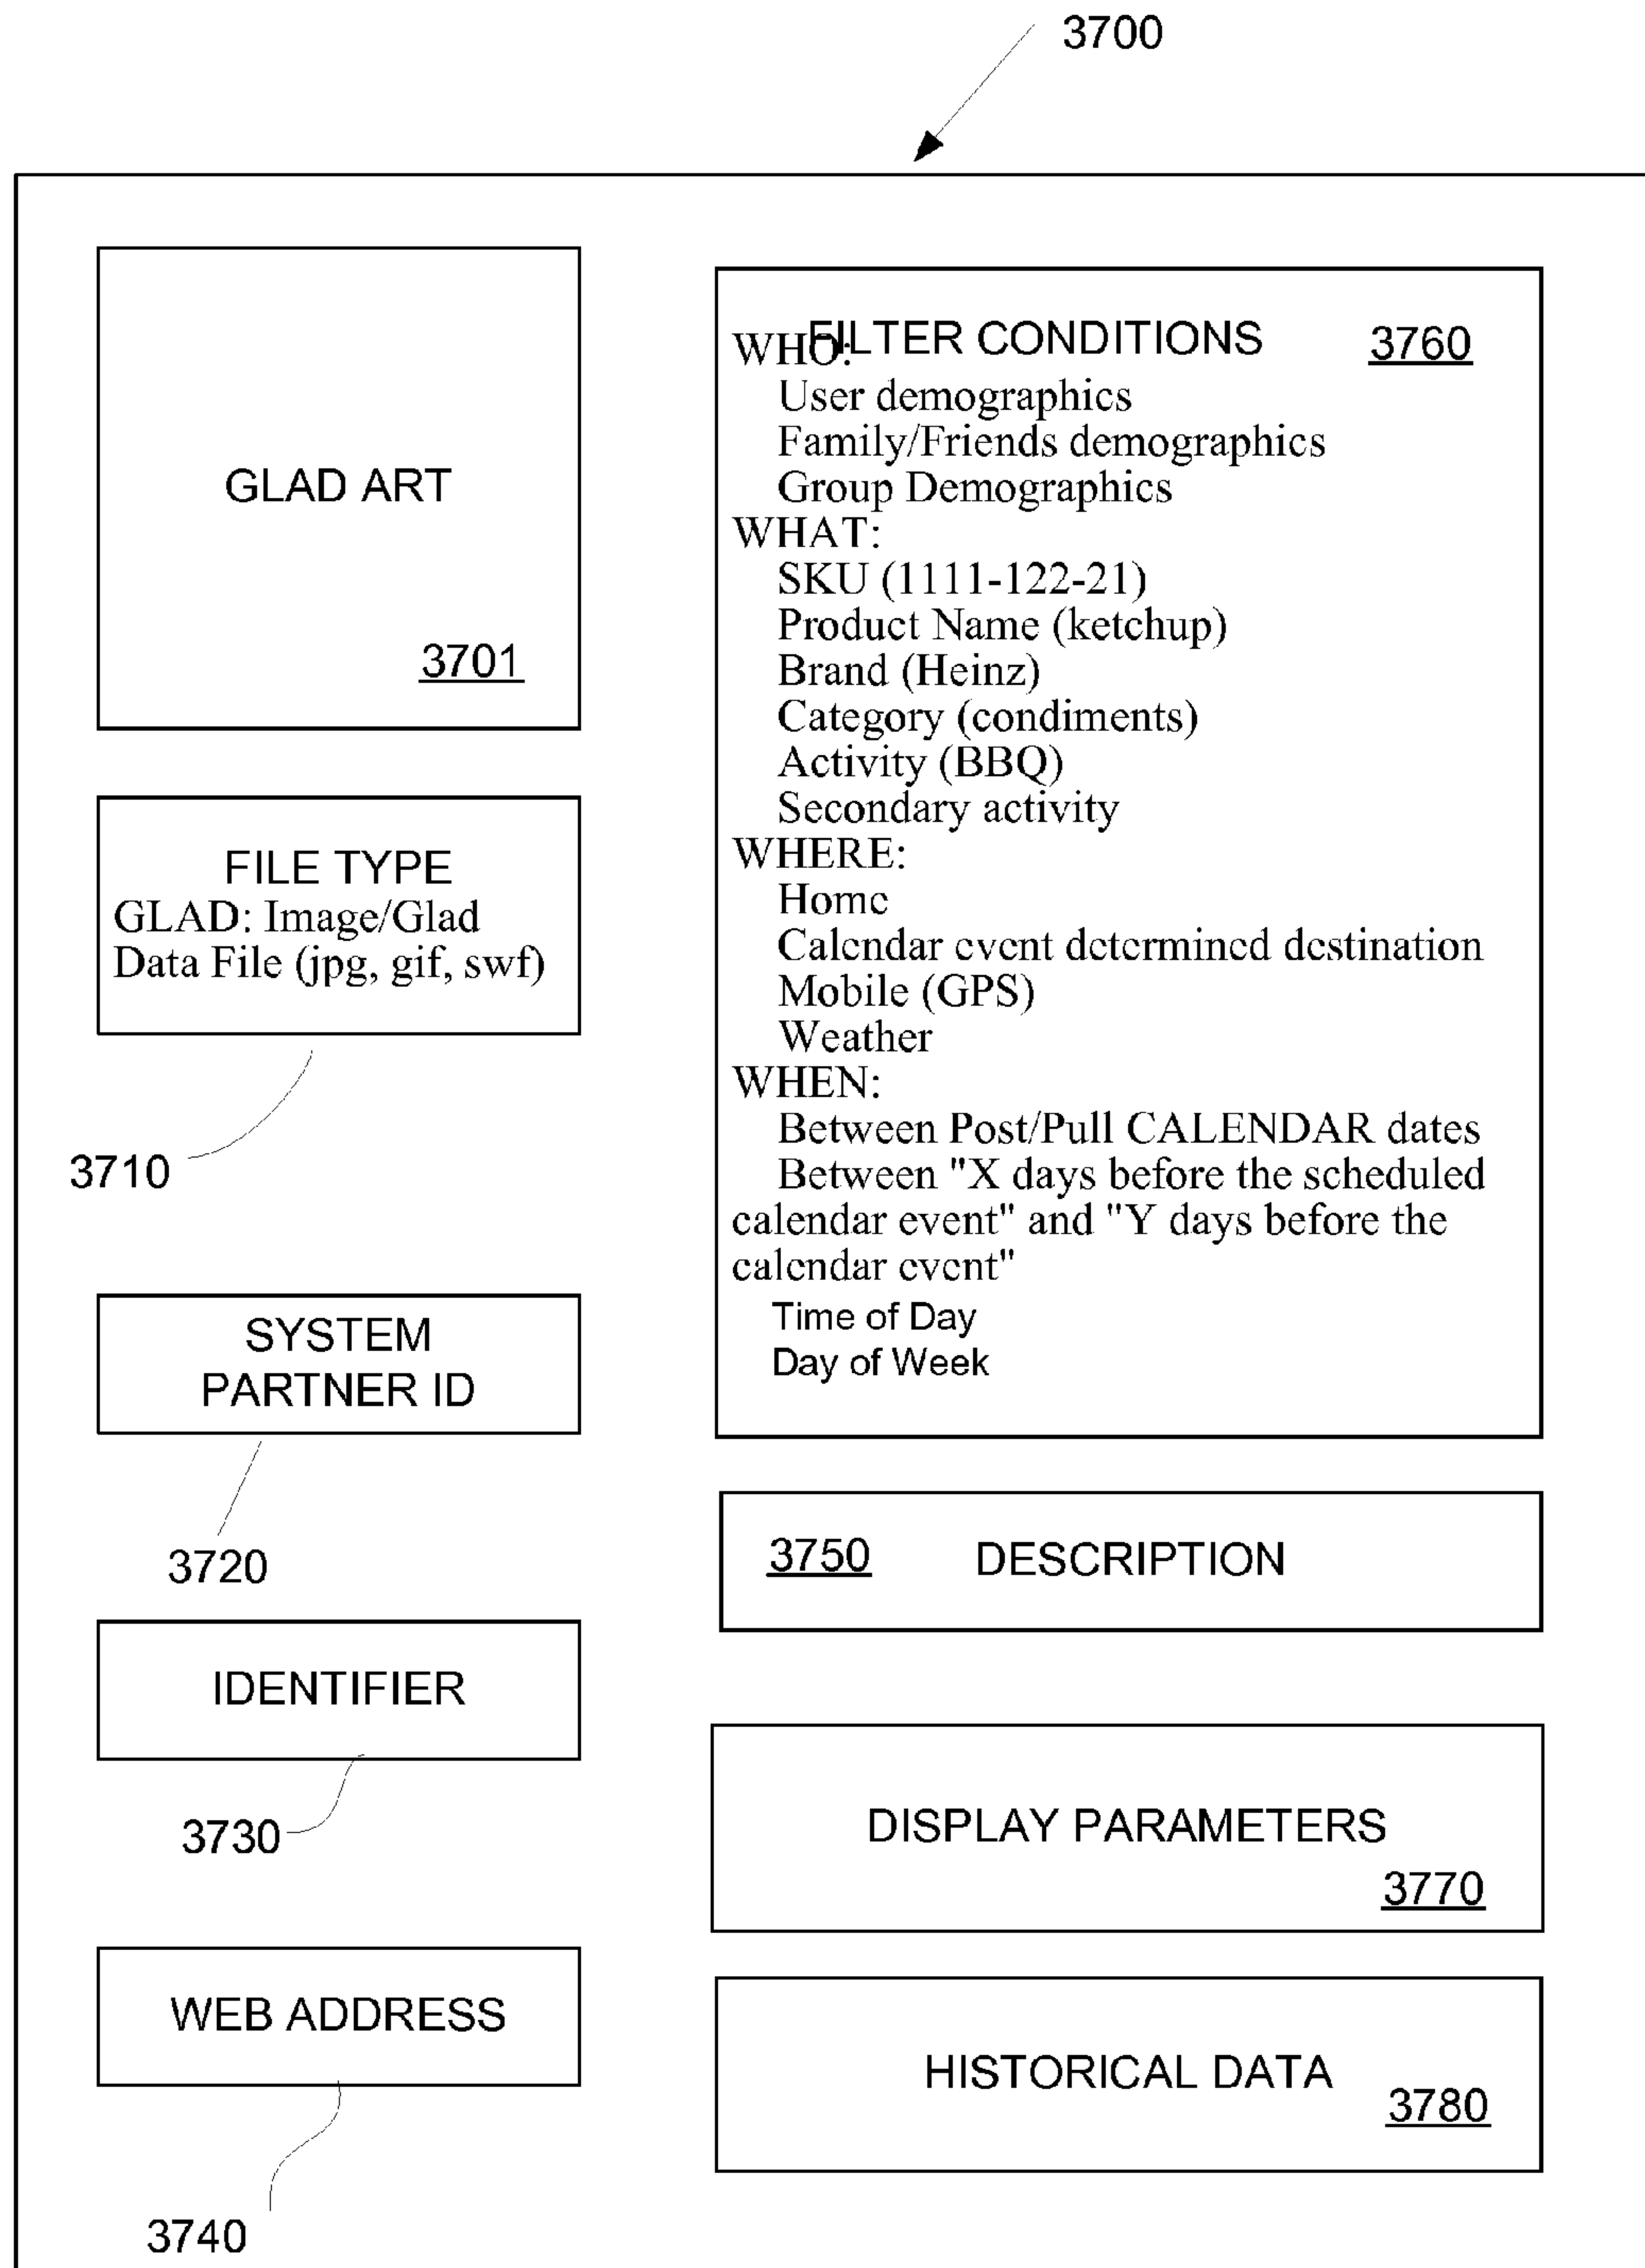 3700
GLAD ART
3701
FILE TYPE
GLAD: Image/Glad
Data File (jpg, gif, swf)
3710
SYSTEM
PARTNER ID
3720
IDENTIFIER
3730
WEB ADDRESS
3740
FILTER CONDITIONS 3760
WHO:
User demographics
Family/Friends demographics
Group Demographics
WHAT:
SKU (1111-122-21)
Product Name (ketchup)
Brand (Heinz)
Category (condiments)
Activity (BBQ)
Secondary activity
WHERE:
Home
Calendar event determined destination
Mobile (GPS)
Weather
WHEN:
Between Post/Pull CALENDAR dates
Between "X days before the scheduled
calendar event" and "Y days before the
calendar event"
Time of Day
Day of Week
3750 DESCRIPTION
DISPLAY PARAMETERS
3770
HISTORICAL DATA
3780